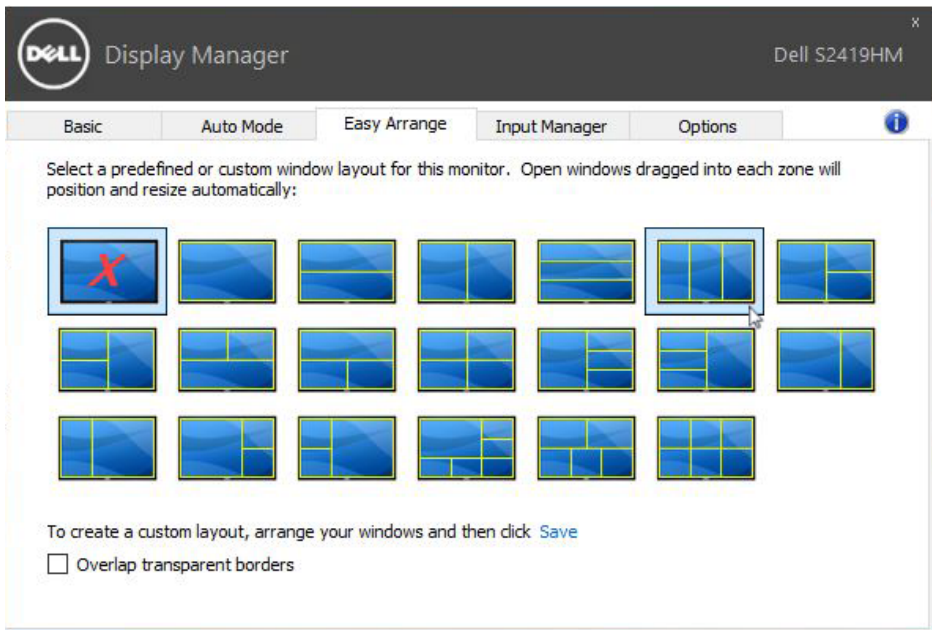 x
DELL
Display Manager
Dell S2419HM
Basic
Auto Mode
Easy Arrange
Input Manager
Options
i
Select a predefined or custom window layout for this monitor. Open windows dragged into each zone will
position and resize automatically:
X
To create a custom layout, arrange your windows and then click Save
Overlap transparent borders